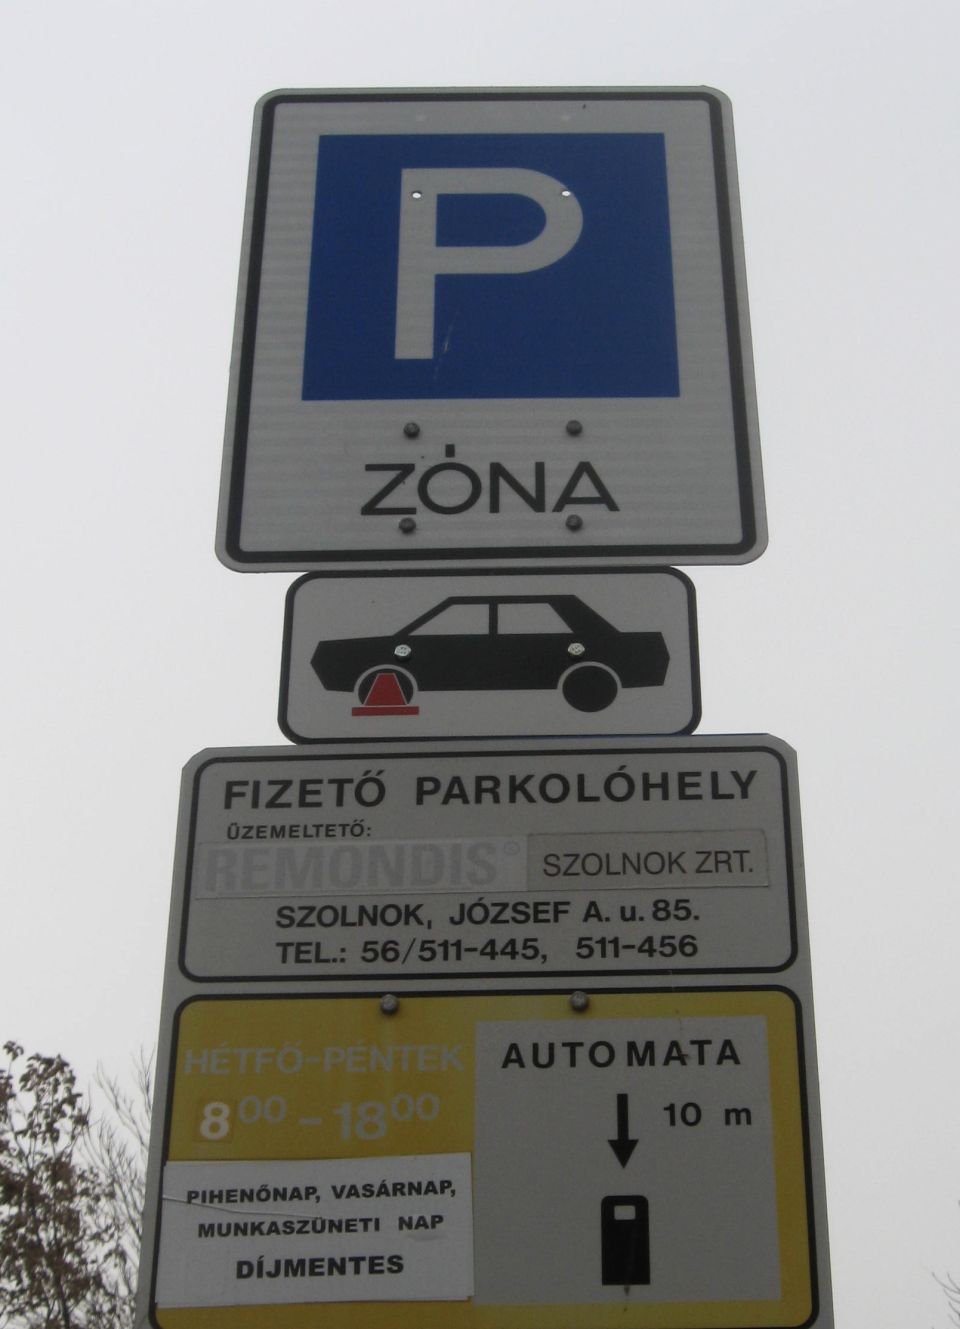 P
ZÓNA
FIZETŐ PARKOLÓHELY
ÜZEMELTETŐ:
REMONDIS® SZOLNOK ZRT.
SZOLNOK, JÓZSEF A. u. 85.
TEL.: 56/511-445, 511-456
HÉTFŐ-PÉNTEK
8⁰⁰ - 18⁰⁰
PIHENŐNAP, VASÁRNAP,
MUNKASZÜNETI NAP
DÍJMENTES
AUTOMATA
10 m